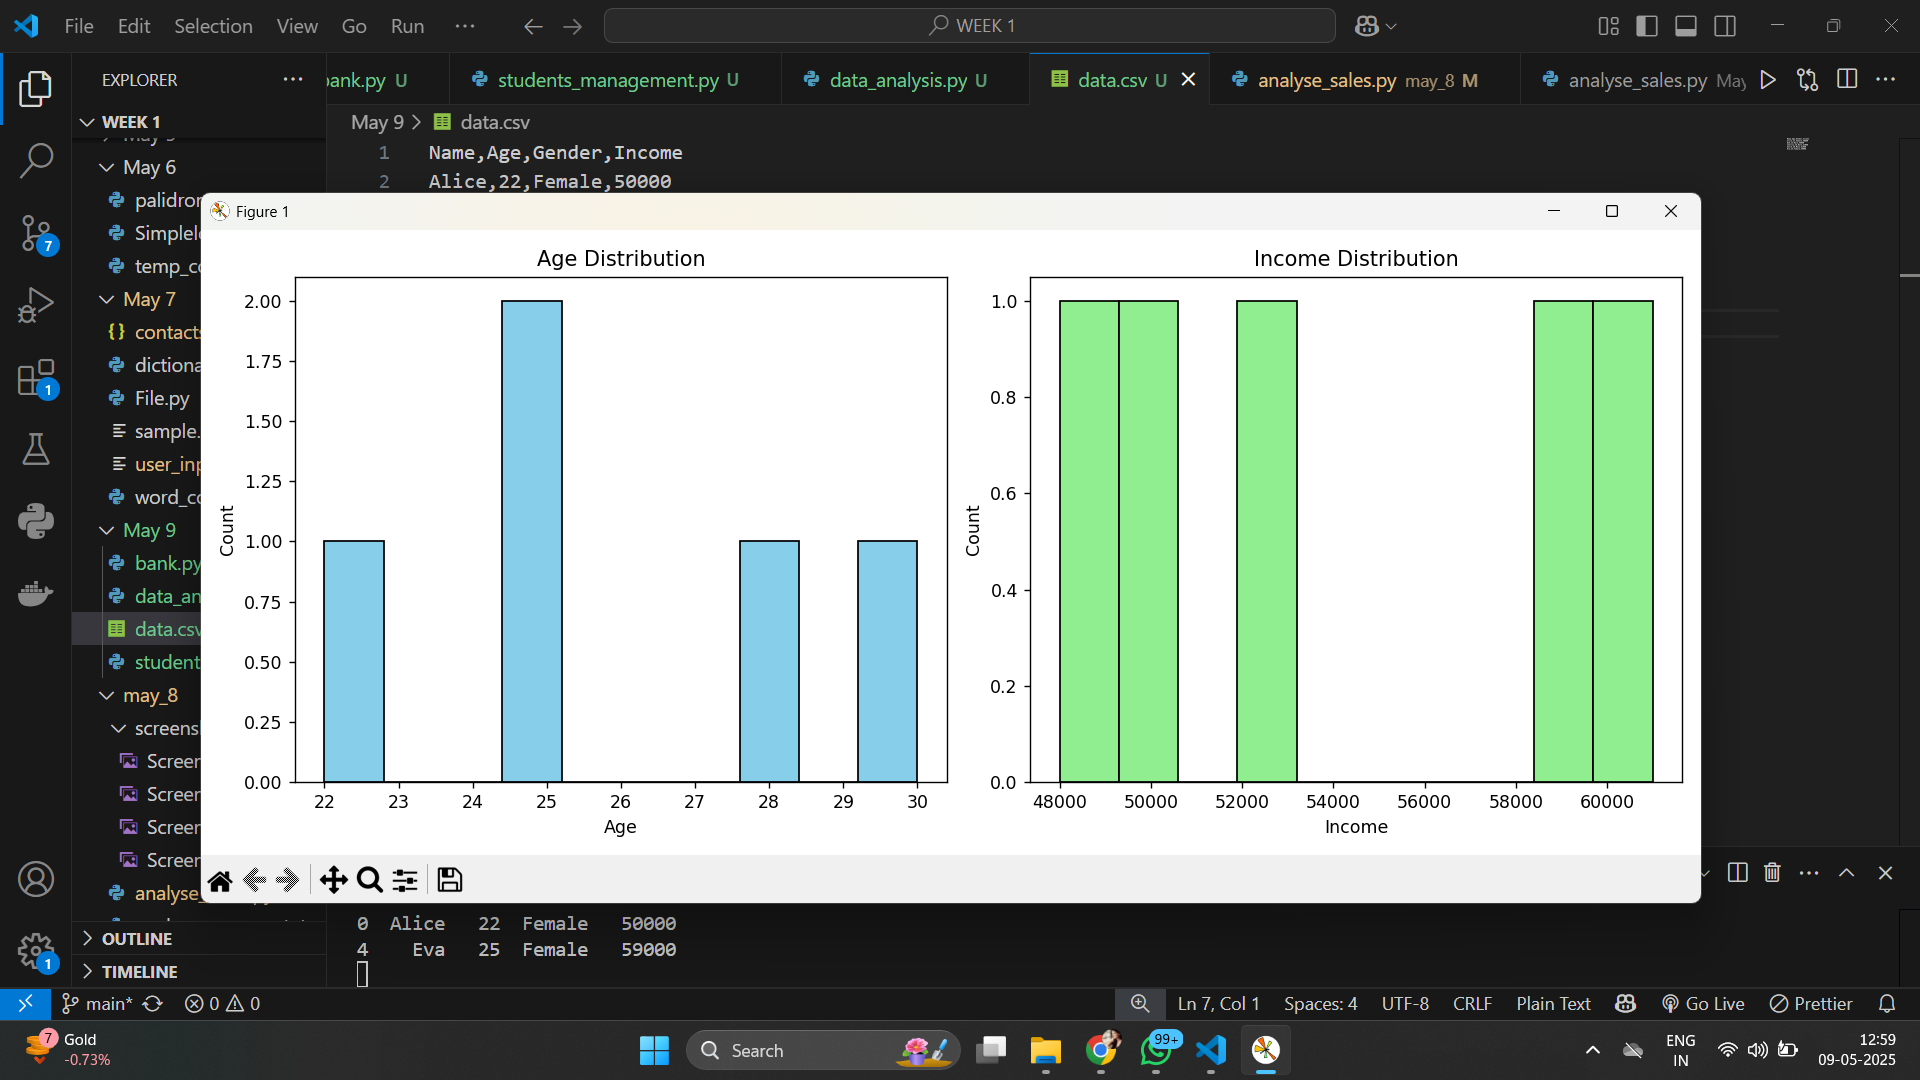 File Edit Selection View Go Run ··· WEEK 1
EXPLORER
WEEK 1
May 6
Simplel
May 7
contacts
dictiona
File.py
sample.
user_inp
word_co
May 9
bank.py
data_an
data.csv
student
may_8
screens
Screer
Screer
Screer
Screer
analyse_
OUTLINE
TIMELINE
ank.py U students_management.py U data_analysis.py U data.csv U analyse_sales.py may_8 M analyse_sales.py May
May 9 > data.csv
1 Name,Age,Gender,Income
2 Alice,22,Female,50000
Figure 1
Age Distribution
2.00
1.75
1.50
1.25
1.00
0.75
0.50
0.25
0.00
Count
22 23 24 25 26 27 28 29 30
Age
Income Distribution
1.0
0.8
0.6
0.4
0.2
0.0
Count
48000 50000 52000 54000 56000 58000 60000
Income
0 Alice 22 Female 50000
4 Eva 25 Female 59000
7
1
1
main* 0 0 Ln 7, Col 1 Spaces: 4 UTF-8 CRLF Plain Text Go Live Prettier
7 Gold
-0.73%
Search
99+
ENG
IN
12:59
09-05-2025